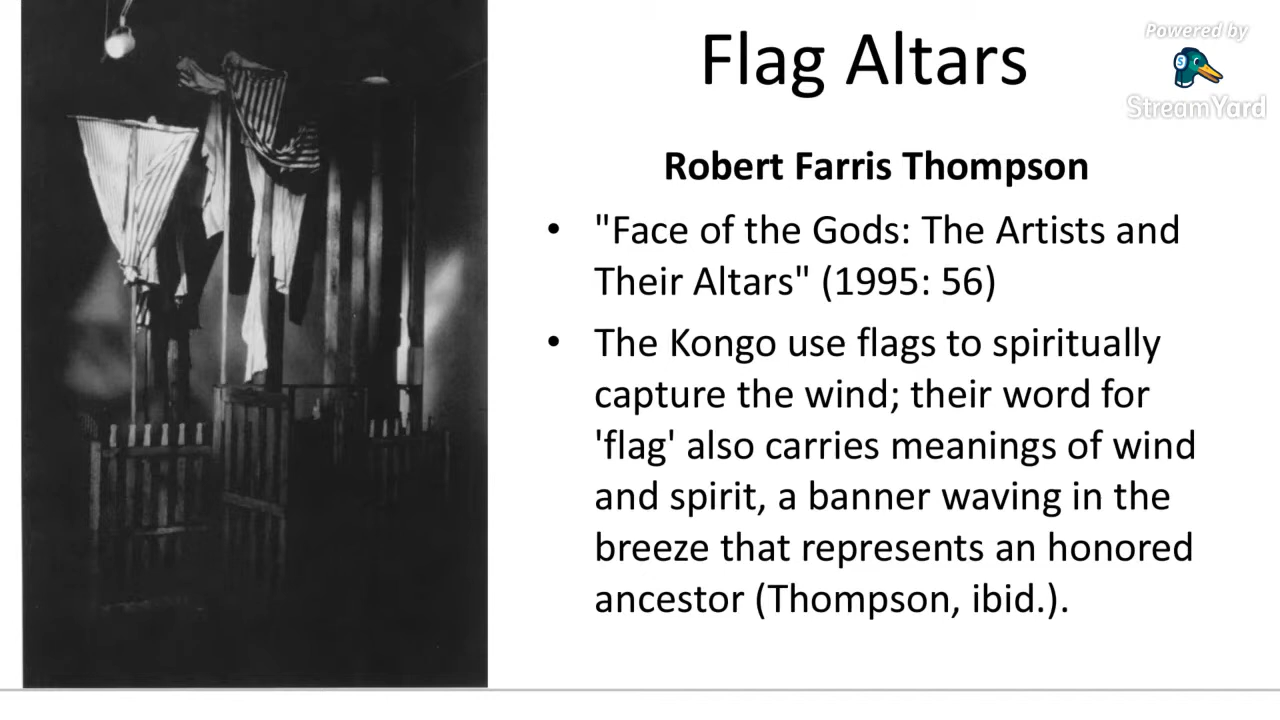 Flag Altars
Powered by
StreamYard
Robert Farris Thompson
• "Face of the Gods: The Artists and
Their Altars" (1995: 56)
• The Kongo use flags to spiritually
capture the wind; their word for
'flag' also carries meanings of wind
and spirit, a banner waving in the
breeze that represents an honored
ancestor (Thompson, ibid.).